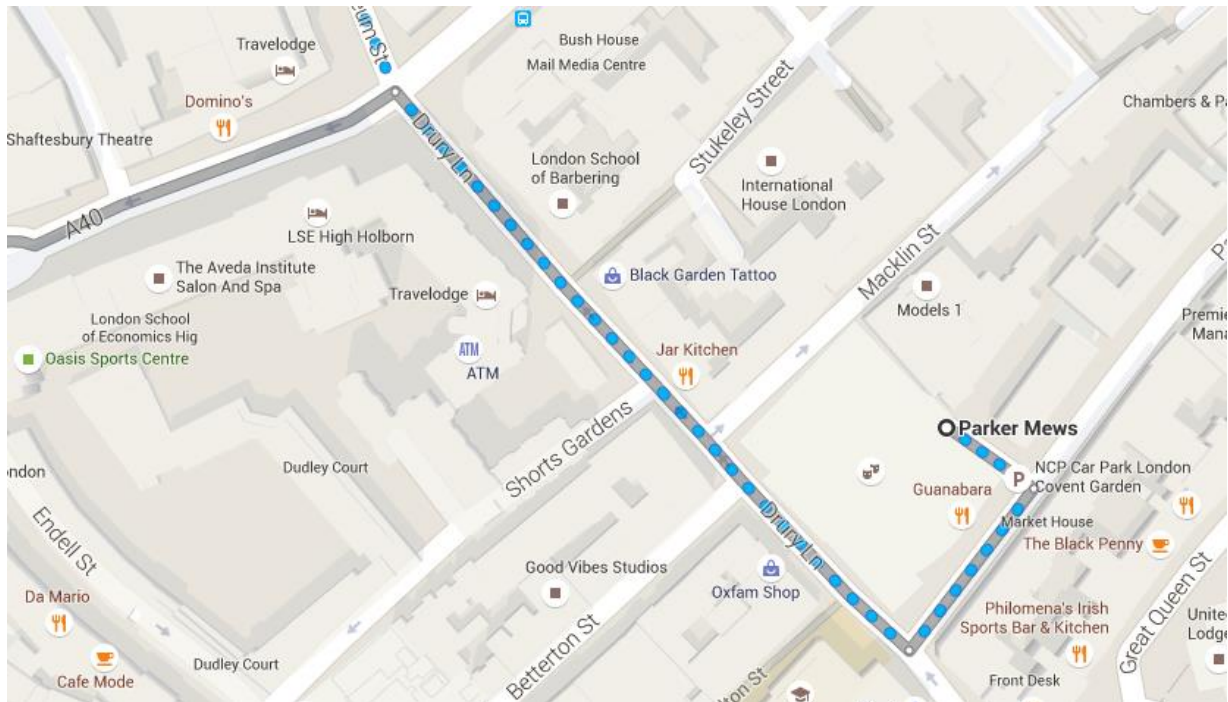 eum St
Travelodge
Bush House
Mail Media Centre
Domino's
Shaftesbury Theatre
Drury Ln
Stukeley Street
Chambers &
London School
of Barbering
International
House London
A40
LSE High Holborn
Macklin St
The Aveda Institute
Salon And Spa
Travelodge
Black Garden Tattoo
Models 1
London School
of Economics Hig
Oasis Sports Centre
ATM
ATM
Jar Kitchen
Premie
Mana
Shorts Gardens
Parker Mews
ndon
Dudley Court
P
NCP Car Park London
Covent Garden
Guanabara
Market House
The Black Penny
Endell St
Drury Ln
Good Vibes Studios
Oxfam Shop
Da Mario
Philomena's Irish
Sports Bar & Kitchen
Great Queen St
Unite
Lodge
Betterton St
Dudley Court
Cafe Mode
lton St
Front Desk